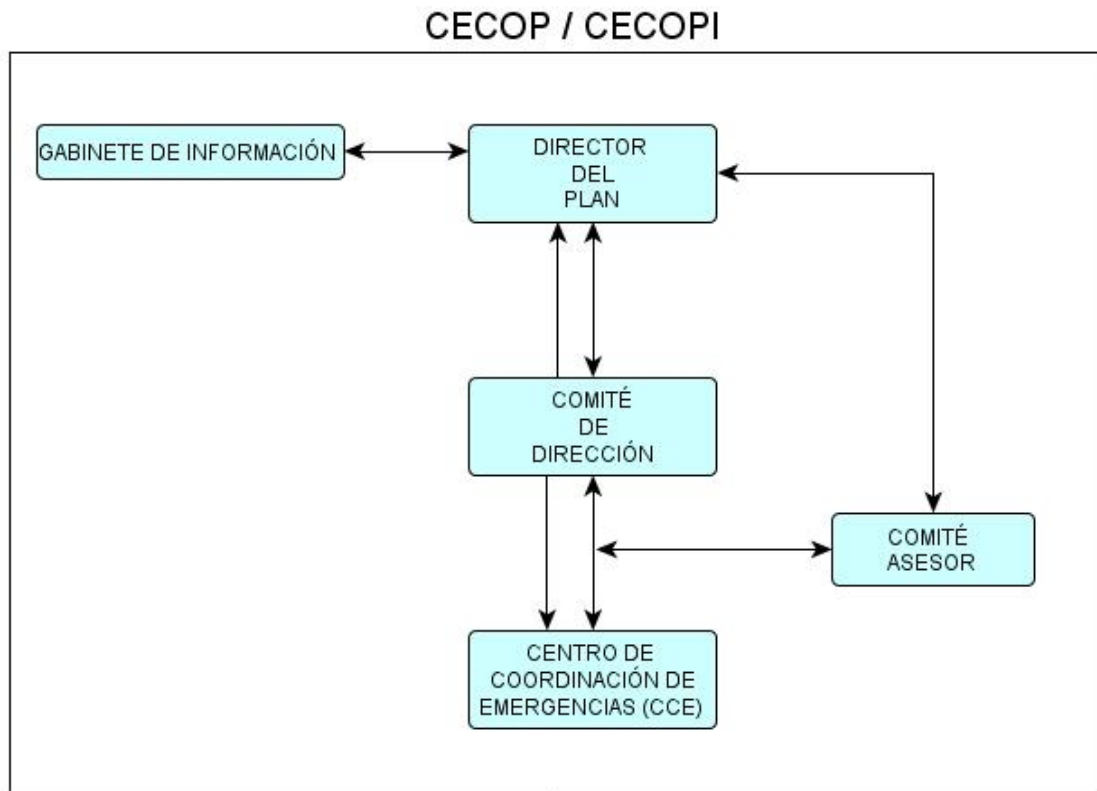 CECOP / CECOPI
GABINETE DE INFORMACIÓN
DIRECTOR
DEL
PLAN
COMITÉ
DE
DIRECCIÓN
COMITÉ
ASESOR
CENTRO DE
COORDINACIÓN DE
EMERGENCIAS (CCE)